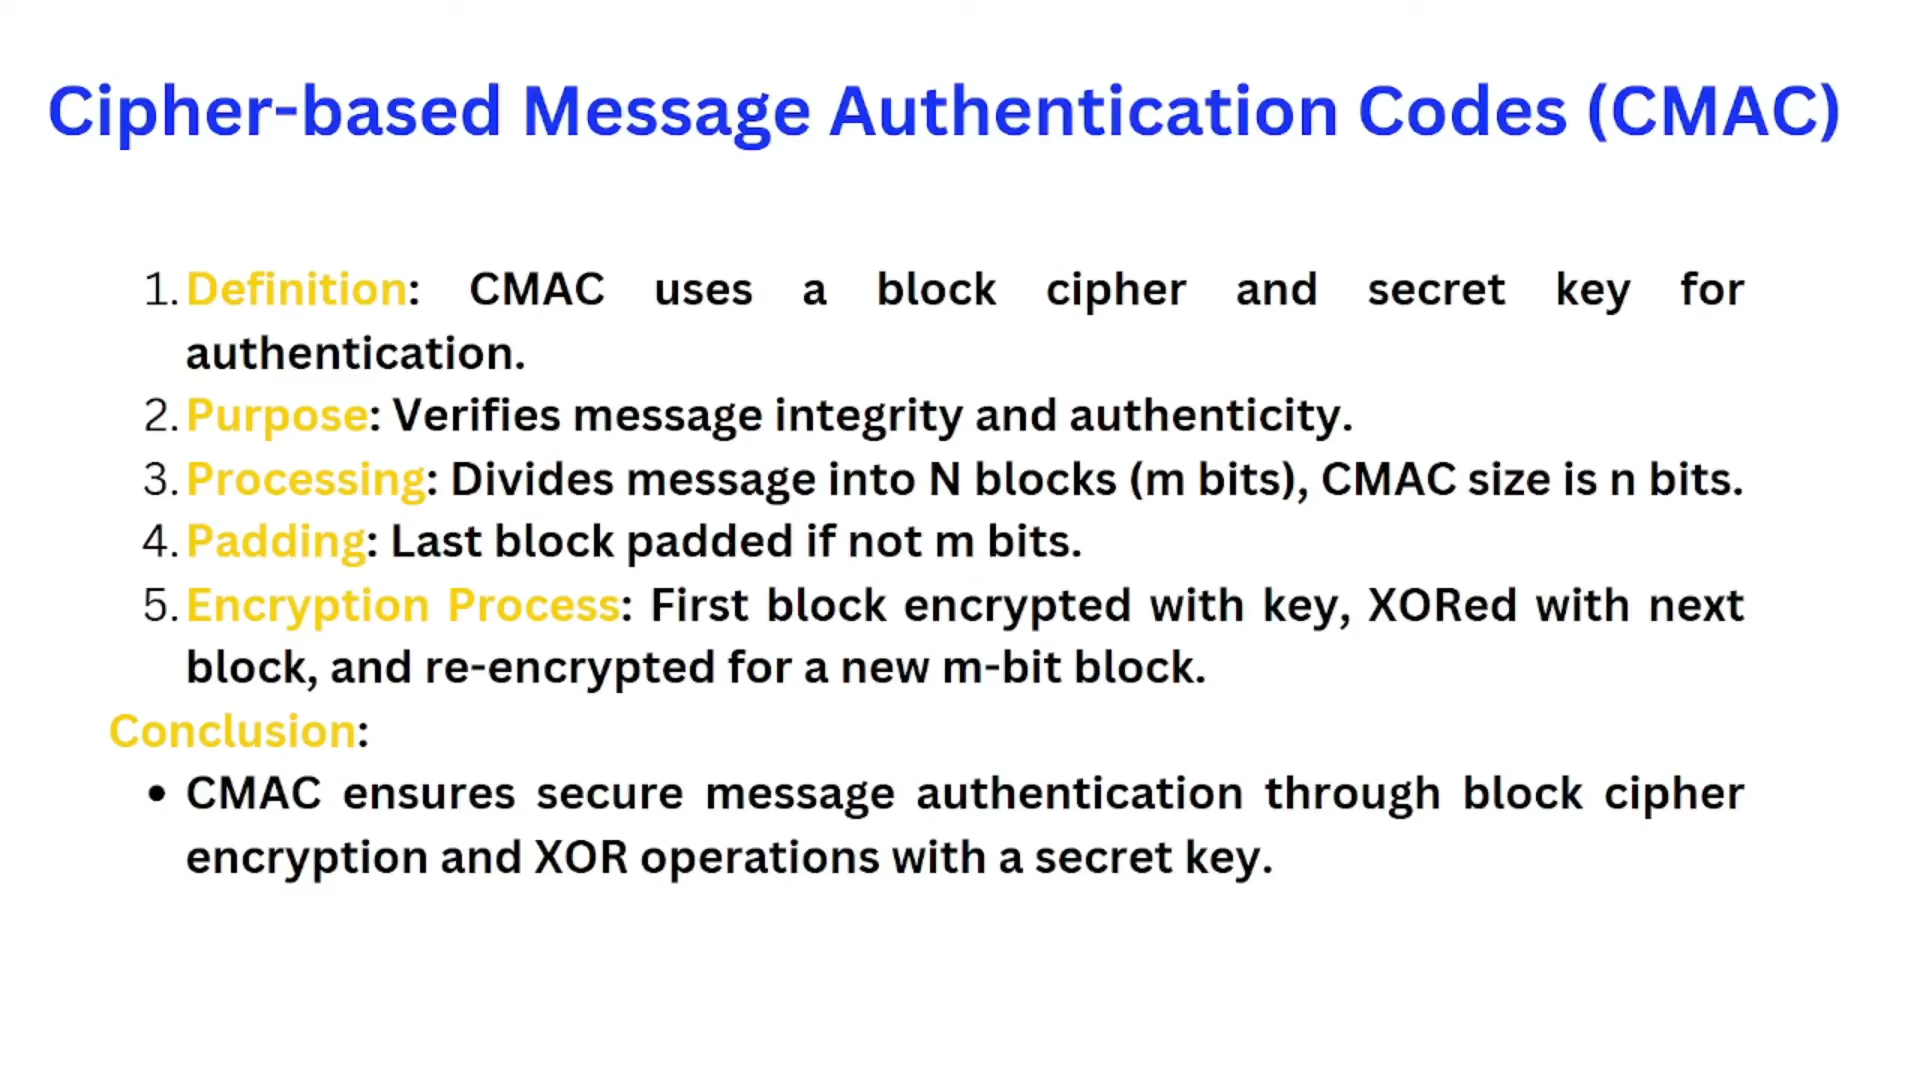 Cipher-based Message Authentication Codes (CMAC)
1. Definition: CMAC uses a block cipher and secret key for
authentication.
2. Purpose: Verifies message integrity and authenticity.
3. Processing: Divides message into N blocks (m bits), CMAC size is n bits.
4. Padding: Last block padded if not m bits.
5. Encryption Process: First block encrypted with key, XORed with next
block, and re-encrypted for a new m-bit block.
Conclusion:
• CMAC ensures secure message authentication through block cipher
encryption and XOR operations with a secret key.